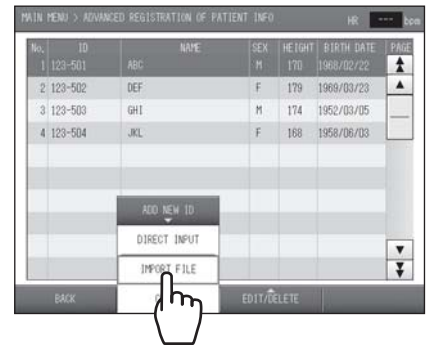 MAIN MENU > ADVANCED REGISTRATION OF PATIENT INFO HR --- bpm
No. ID NAME SEX HEIGHT BIRTH DATE PAGE
1 123-501 ABC M 170 1968/02/22
2 123-502 DEF F 179 1969/03/23
3 123-503 GHI M 174 1952/03/05
4 123-504 JKL F 168 1958/06/03
ADD NEW ID
DIRECT INPUT
IMPORT FILE
BACK EDIT/DELETE